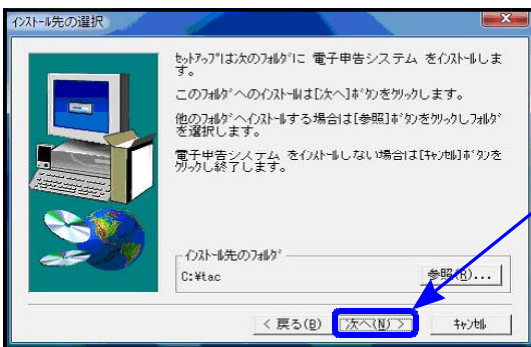 インストール先の選択
セットアップは次のフォルダに 電子申告システム をインストールしま
す。
このフォルダへのインストールは[次へ]ボタンをクリックします。
他のフォルダへインストールする場合は[参照]ボタンをクリックしフォルダ
を選択します。
電子申告システム をインストールしない場合は[キャンセル]ボタンを
クリックし終了します。
インストール先のフォルダ
C:¥tac
参照(R)...
< 戻る(B)
次へ(N) >
キャンセル